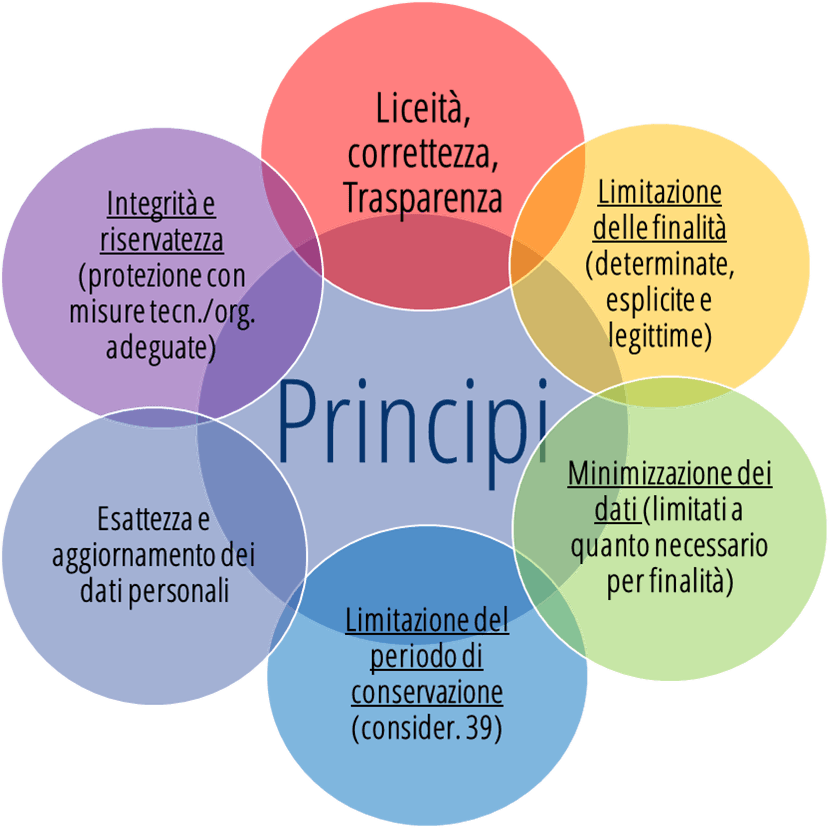 Liceità,
correttezza,
Trasparenza
Limitazione
delle finalità
(determinate,
esplicite e
legittime)
Minimizzazione dei
dati (limitati a
quanto necessario
per finalità)
Limitazione del
periodo di
conservazione
(consider. 39)
Esattezza e
aggiornamento dei
dati personali
Integrità e
riservatezza
(protezione con
misure tecn./org.
adeguate)
Principi